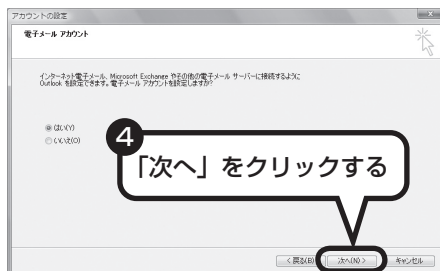 アカウントの設定
電子メール アカウント
インターネット電子メール、Microsoft Exchange やその他の電子メール サーバーに接続するように
Outlook を設定できます。電子メール アカウントを設定しますか?
はい(Y)
いいえ(O)
4
「次へ」をクリックする
< 戻る(B)
次へ(N) >
キャンセル